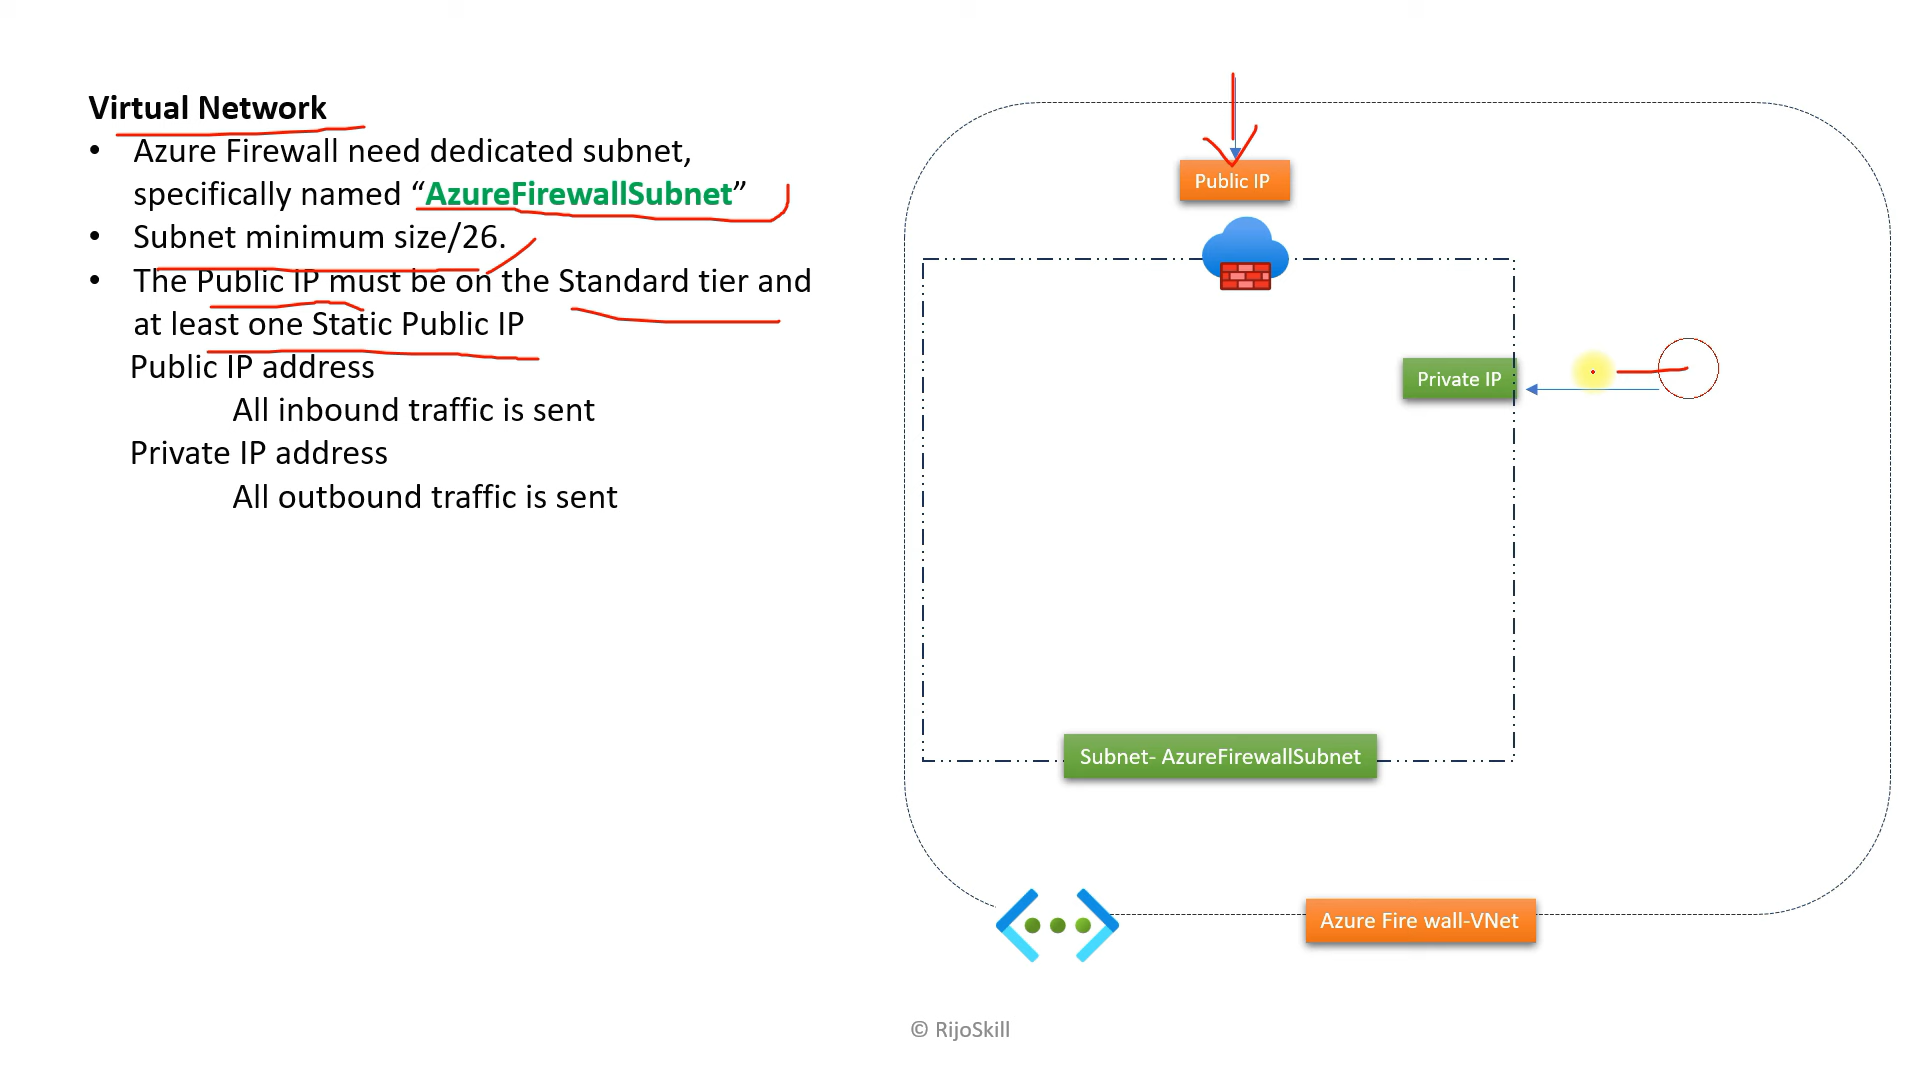 Virtual Network
• Azure Firewall need dedicated subnet,
specifically named “AzureFirewallSubnet”
• Subnet minimum size/26.
• The Public IP must be on the Standard tier and
at least one Static Public IP
Public IP address
All inbound traffic is sent
Private IP address
All outbound traffic is sent
Public IP
Private IP
Subnet- AzureFirewallSubnet
Azure Fire wall-VNet
© RijoSkill